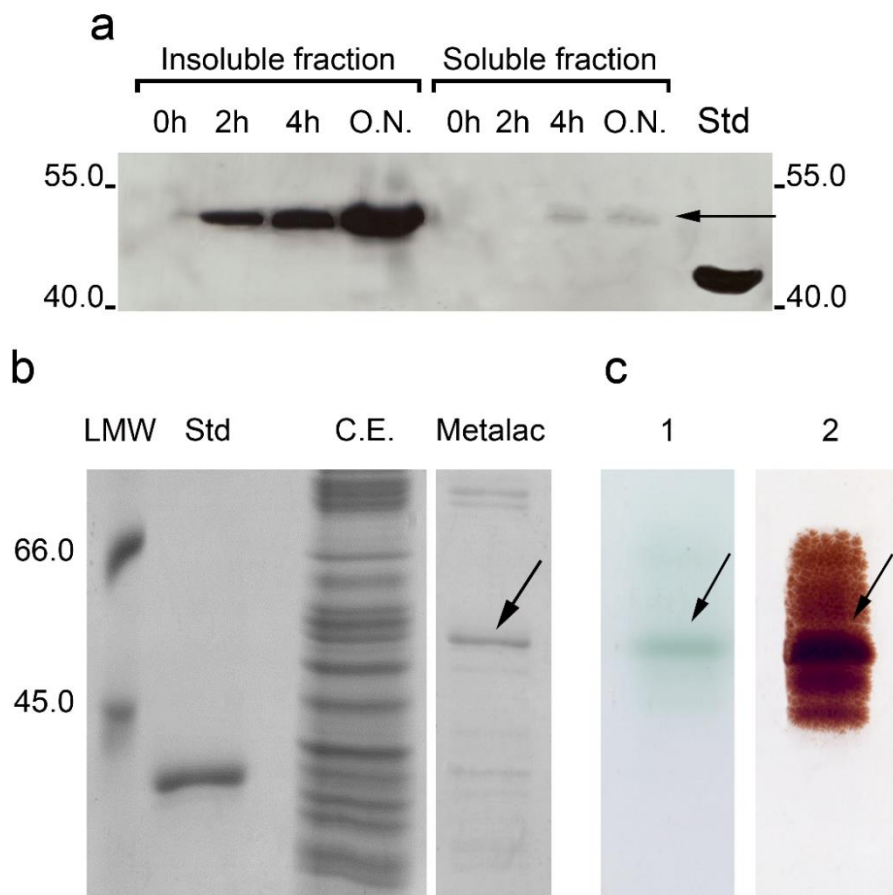 a
Insoluble fraction Soluble fraction
0h 2h 4h O.N. 0h 2h 4h O.N. Std
55.0 55.0
40.0 40.0
b c
LMW Std C.E. Metalac 1 2
66.0
45.0